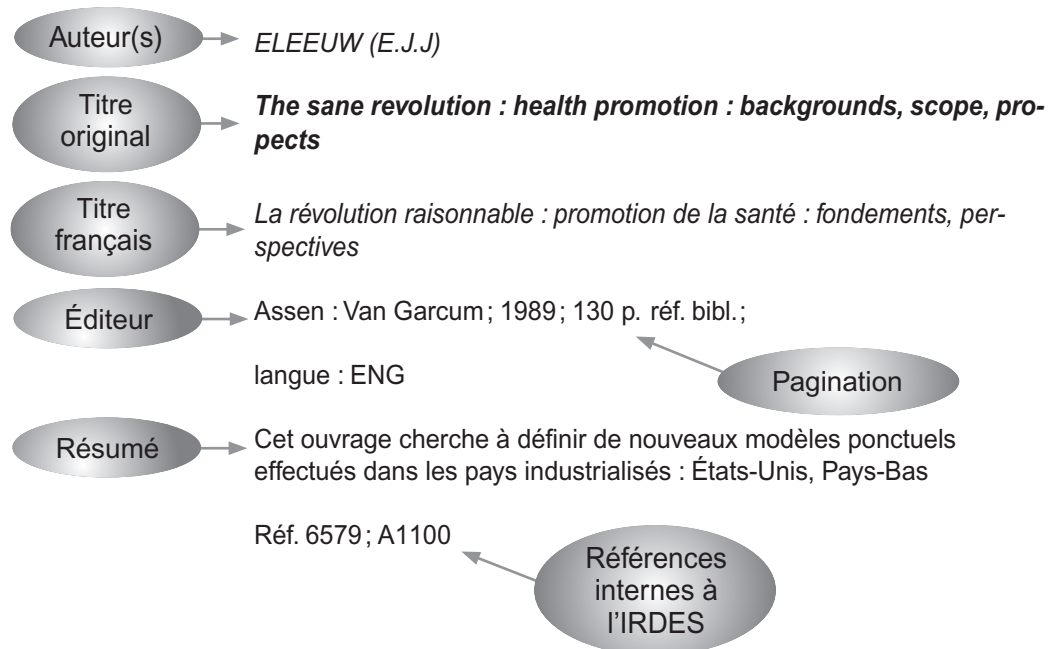 Auteur(s)
ELEEUW (E.J.J)
Titre
original
The sane revolution : health promotion : backgrounds, scope, pro-
pects
Titre
français
La révolution raisonnable : promotion de la santé : fondements, per-
spectives
Éditeur
Assen : Van Garcum ; 1989 ; 130 p. réf. bibl. ;
langue : ENG
Pagination
Résumé
Cet ouvrage cherche à définir de nouveaux modèles ponctuels
effectués dans les pays industrialisés : États-Unis, Pays-Bas
Réf. 6579 ; A1100
Références
internes à
l'IRDES